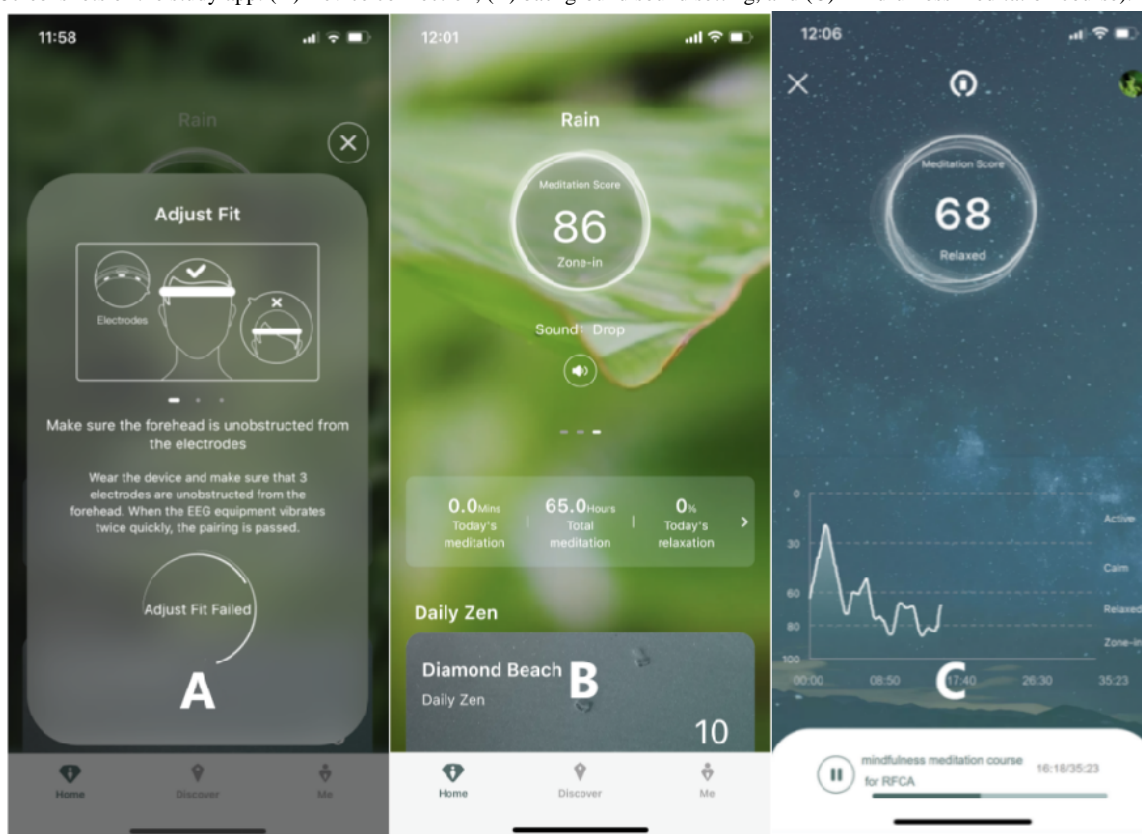 11:58
Rain
Adjust Fit
Electrodes
Make sure the forehead is unobstructed from
the electrodes
Wear the device and make sure that 3
electrodes are unobstructed from the
forehead. When the EEG equipment vibrates
twice quickly, the pairing is passed.
Adjust Fit Failed
A
Home
Discover
Me
12:01
Rain
Meditation Score
86
Zone-in
Sound: Drop
0.0Mins
Today's
meditation
65.0Hours
Total
meditation
0%
Today's
relaxation
Daily Zen
Diamond Beach
Daily Zen
B
10
Home
Discover
Me
12:06
Meditation Score
68
Relaxed
0
30
60
80
100
Active
Calm
Relaxed
Zone-in
00:00
08:50
17:40
26:30
35:23
C
mindfulness meditation course
for RFCA
16:18/35:23